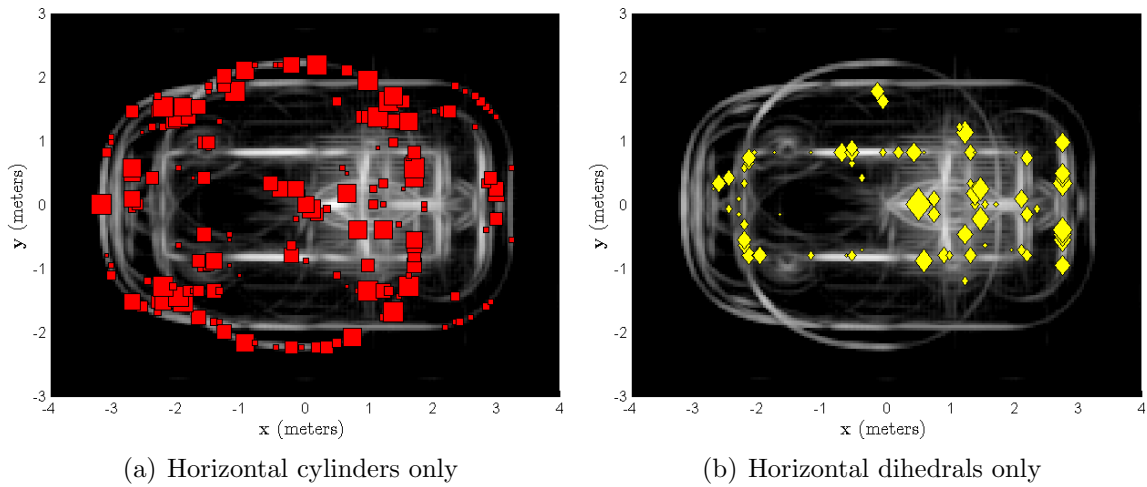 3
2
1
0
-1
-2
-3
y (meters)
-4 -3 -2 -1 0 1 2 3 4
x (meters)
(a) Horizontal cylinders only
3
2
1
0
-1
-2
-3
y (meters)
-4 -3 -2 -1 0 1 2 3 4
x (meters)
(b) Horizontal dihedrals only